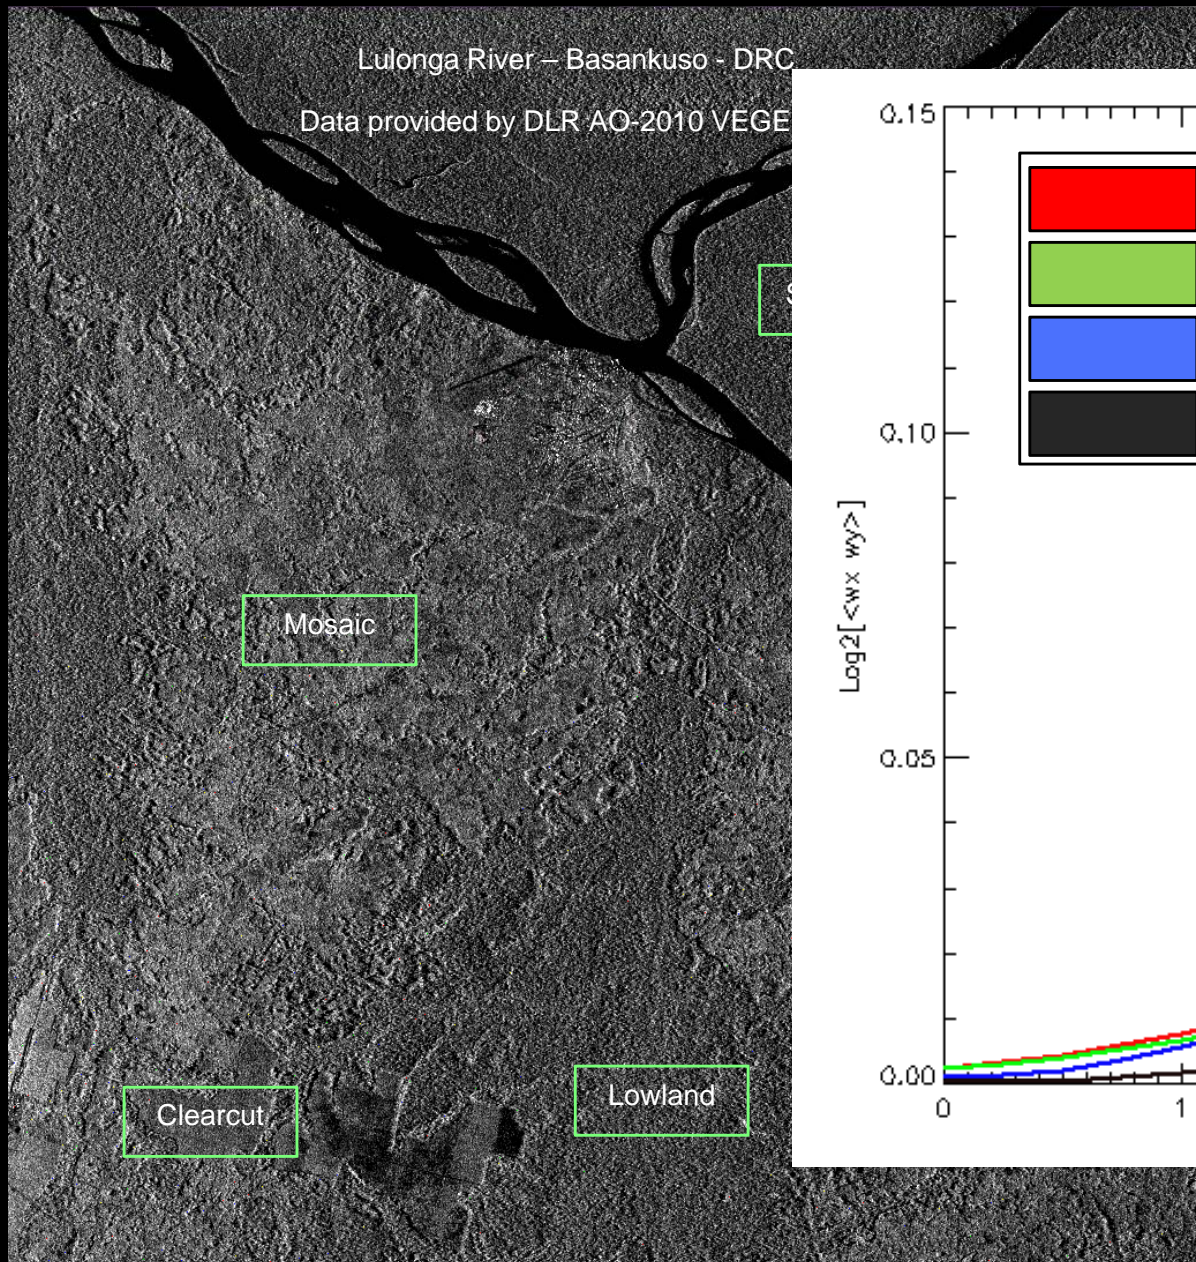 Lulonga River – Basankuso - DRC
Data provided by DLR AO-2010 VEGE
Mosaic
Clearcut
Lowland
0.15
0.10
0.05
0.00
Log2[<wx wy>]
0 1